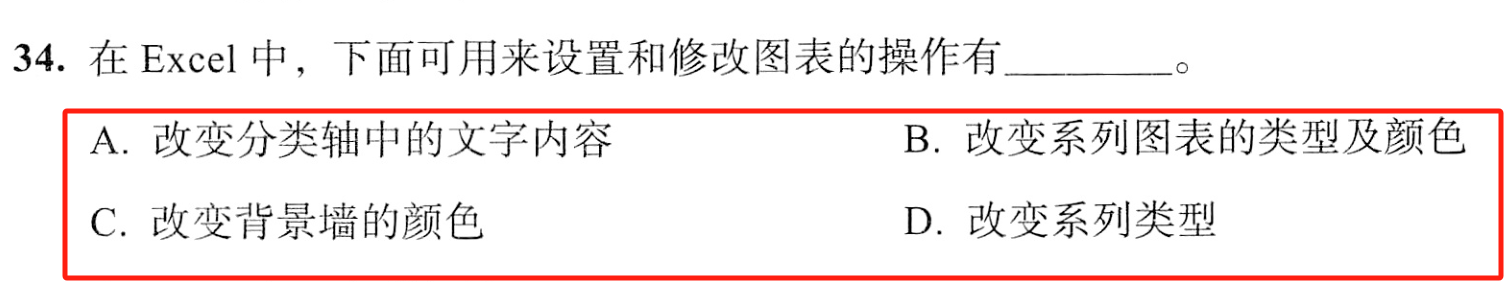 34. 在 Excel 中，下面可用来设置和修改图表的操作有________。
A. 改变分类轴中的文字内容 B. 改变系列图表的类型及颜色
C. 改变背景墙的颜色 D. 改变系列类型